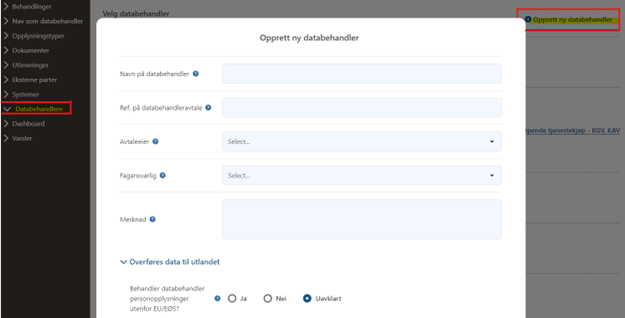 Behandlinger
Nav som databehandler
Opplysningstyper
Dokumenter
Utleveringer
Eksterne parter
Systemer
Databehandlere
Dashboard
Varsler
Velg databehandler
Opprett ny databehandler
Opprett ny databehandler
Navn på databehandler
Ref. på databehandleravtale
Avtaleeier
Select...
Fagansvarlig
Select...
Merknad
Overføres data til utlandet
Behandler databehandler
personopplysninger
utenfor EU/EØS?
Ja
Nei
Uavklart
epende tjenestekjøp - KGV, KAV